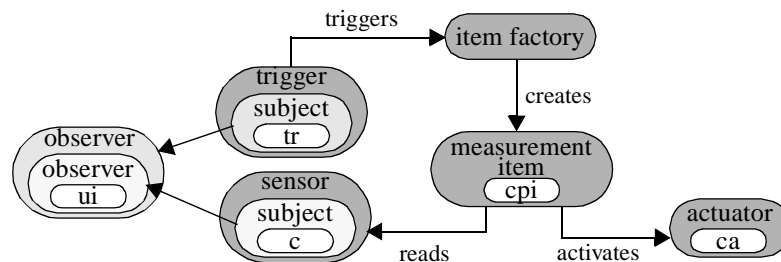 triggers
item factory
trigger
subject
tr
creates
observer
observer
ui
measurement
item
cpi
sensor
subject
c
reads
activates
actuator
ca